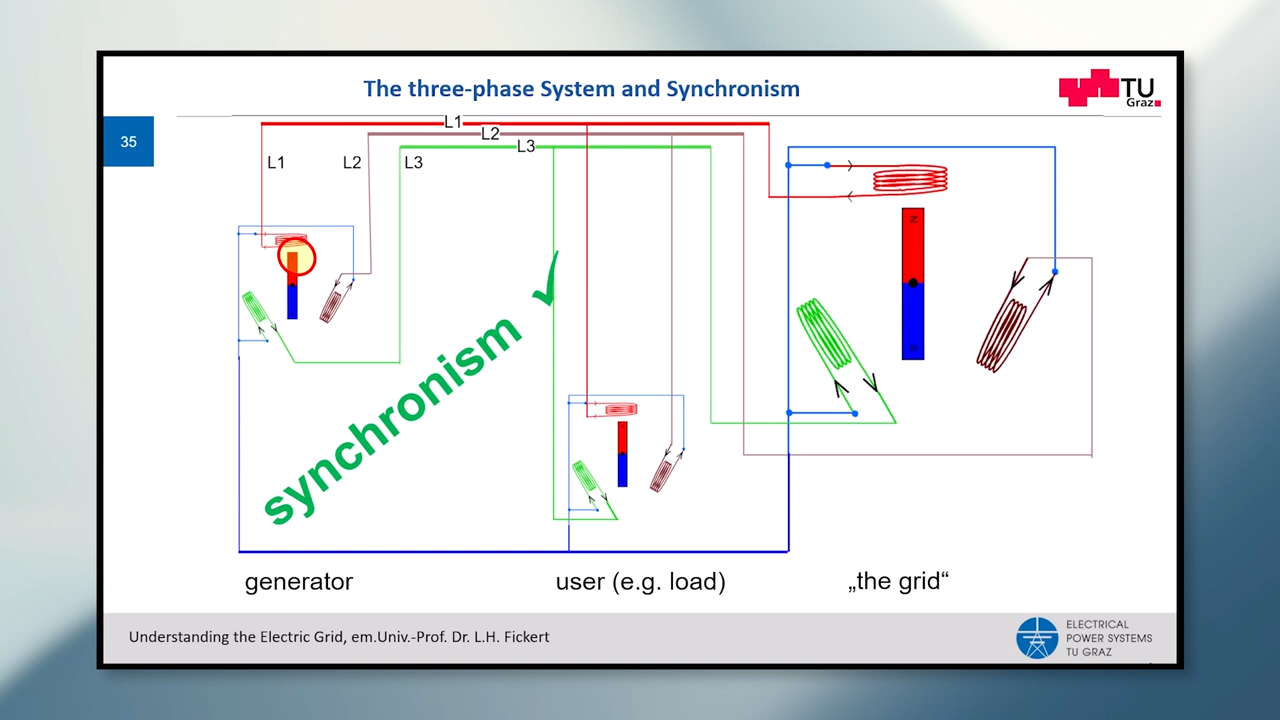 The three-phase System and Synchronism
TU
Graz
35
L1
L2
L3
L1
L2
L3
N
synchronism ✓
generator
user (e.g. load)
„the grid“
Understanding the Electric Grid, em.Univ.-Prof. Dr. L.H. Fickert
ELECTRICAL
POWER SYSTEMS
TU GRAZ